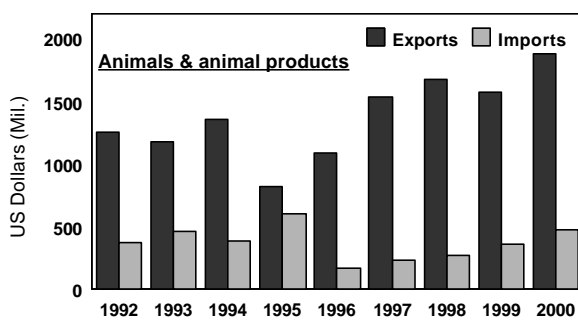 2000
Exports Imports
Animals & animal products
1500
US Dollars (Mil.)
1000
500
0
1992 1993 1994 1995 1996 1997 1998 1999 2000